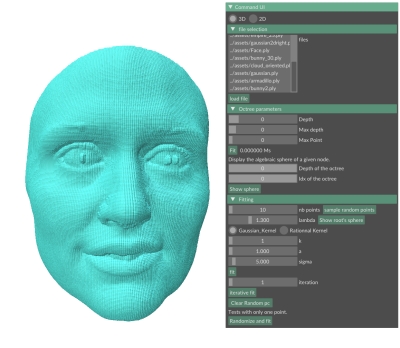 ▼ Command UI
3D 2D
▼ File selection
../assets/gaussian2dright.p
../assets/Face.ply
../assets/bunny_30.ply
../assets/cloud_oriented.pl
../assets/gaussian.ply
../assets/armadillo.ply
../assets/bunny2.ply
files
load file
▼ Octree parameters
0 Depth
0 Max depth
0 Max Point
Fit 0.000000 Ms
Display the algebraic sphere of a given node.
0 Depth of the octree
0 Idx of the octree
Show sphere
▼ Fitting
10 nb points sample random points
1.300 lambda Show root's sphere
Gaussian_Kernel Rationnal Kernel
1 k
1.000 a
5.000 sigma
fit
1 iteration
iterative fit
Clear Random pc
Tests with only one point.
Randomize and fit